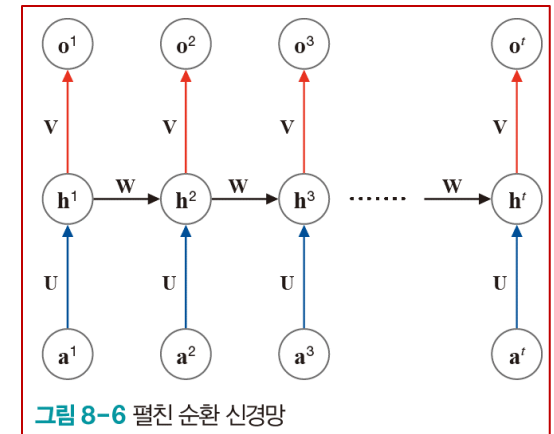 o¹ o² o³ oᵗ
V V V V
h¹ W h² W h³ ........ W hᵗ
U U U U
a¹ a² a³ aᵗ
그림 8-6 펼친 순환 신경망